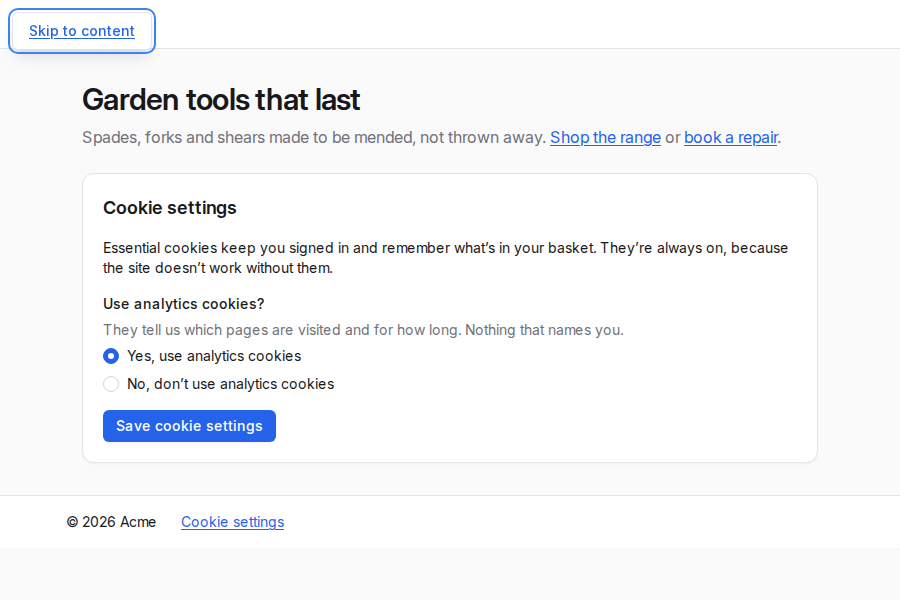 Skip to content
Garden tools that last
Spades, forks and shears made to be mended, not thrown away. Shop the range or book a repair.
Cookie settings
Essential cookies keep you signed in and remember what’s in your basket. They’re always on, because
the site doesn’t work without them.
Use analytics cookies?
They tell us which pages are visited and for how long. Nothing that names you.
Yes, use analytics cookies
No, don’t use analytics cookies
Save cookie settings
© 2026 Acme Cookie settings